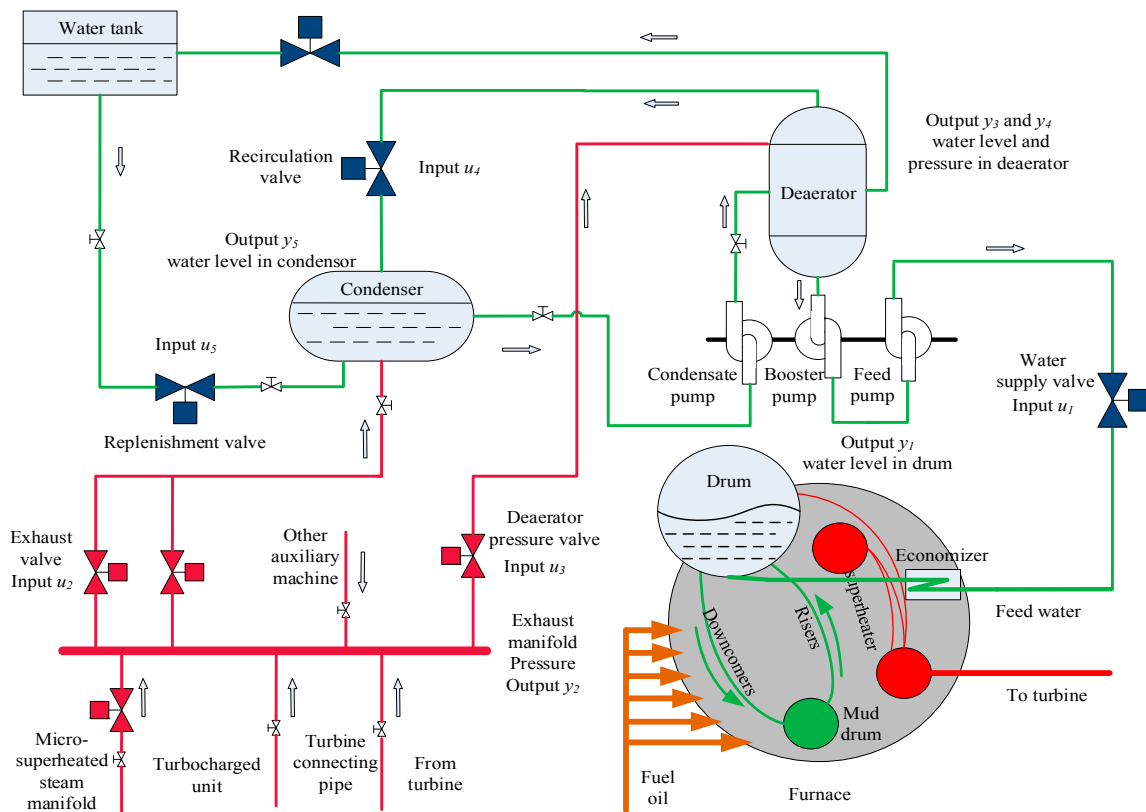 Water tank
Recirculation
valve
Input u4
Output y3 and y4
water level and
pressure in deaerator
Deaerator
Output y5
water level in condensor
Condenser
Input u5
Replenishment valve
Condensate
pump
Booster
pump
Feed
pump
Water
supply valve
Input u1
Output y1
water level in drum
Drum
Exhaust
valve
Input u2
Other
auxiliary
machine
Deaerator
pressure valve
Input u3
Exhaust
manifold
Pressure
Output y2
Economizer
Superheater
Feed water
Risers
Downcomers
Mud
drum
To turbine
Micro-
superheated
steam
manifold
Turbocharged
unit
Turbine
connecting
pipe
From
turbine
Fuel
oil
Furnace